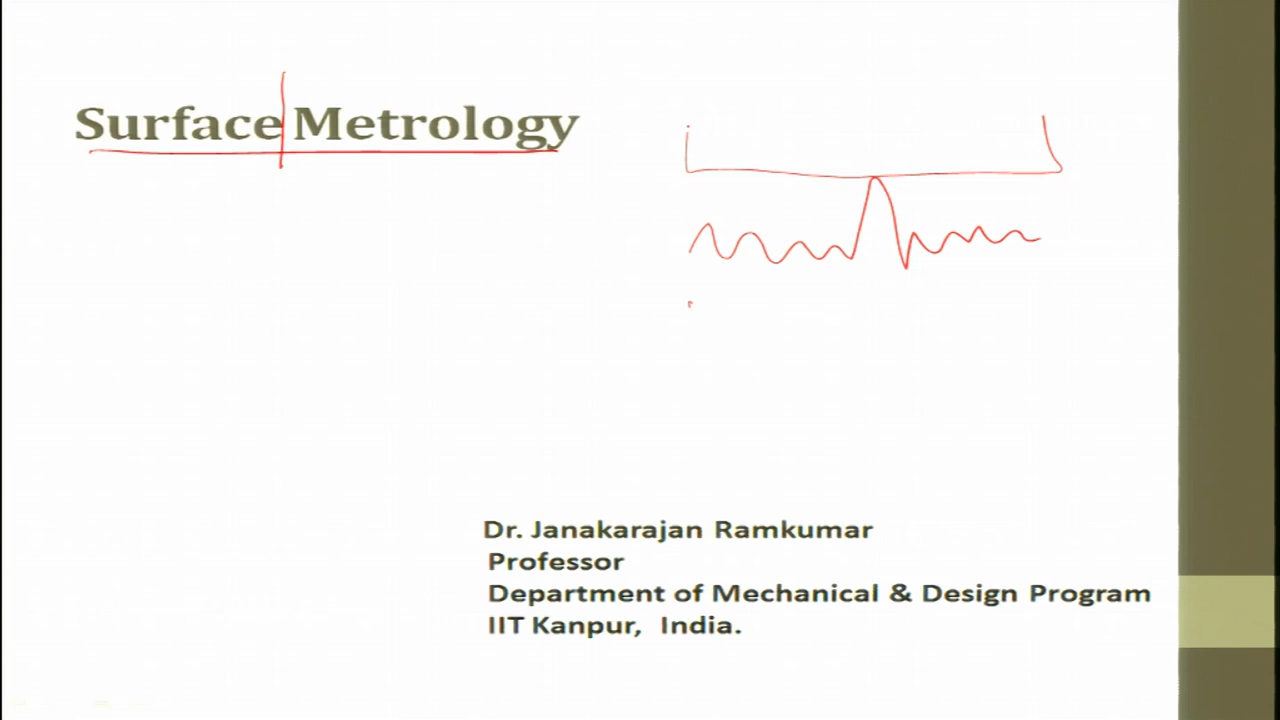 Surface Metrology
Dr. Janakarajan Ramkumar
Professor
Department of Mechanical & Design Program
IIT Kanpur, India.